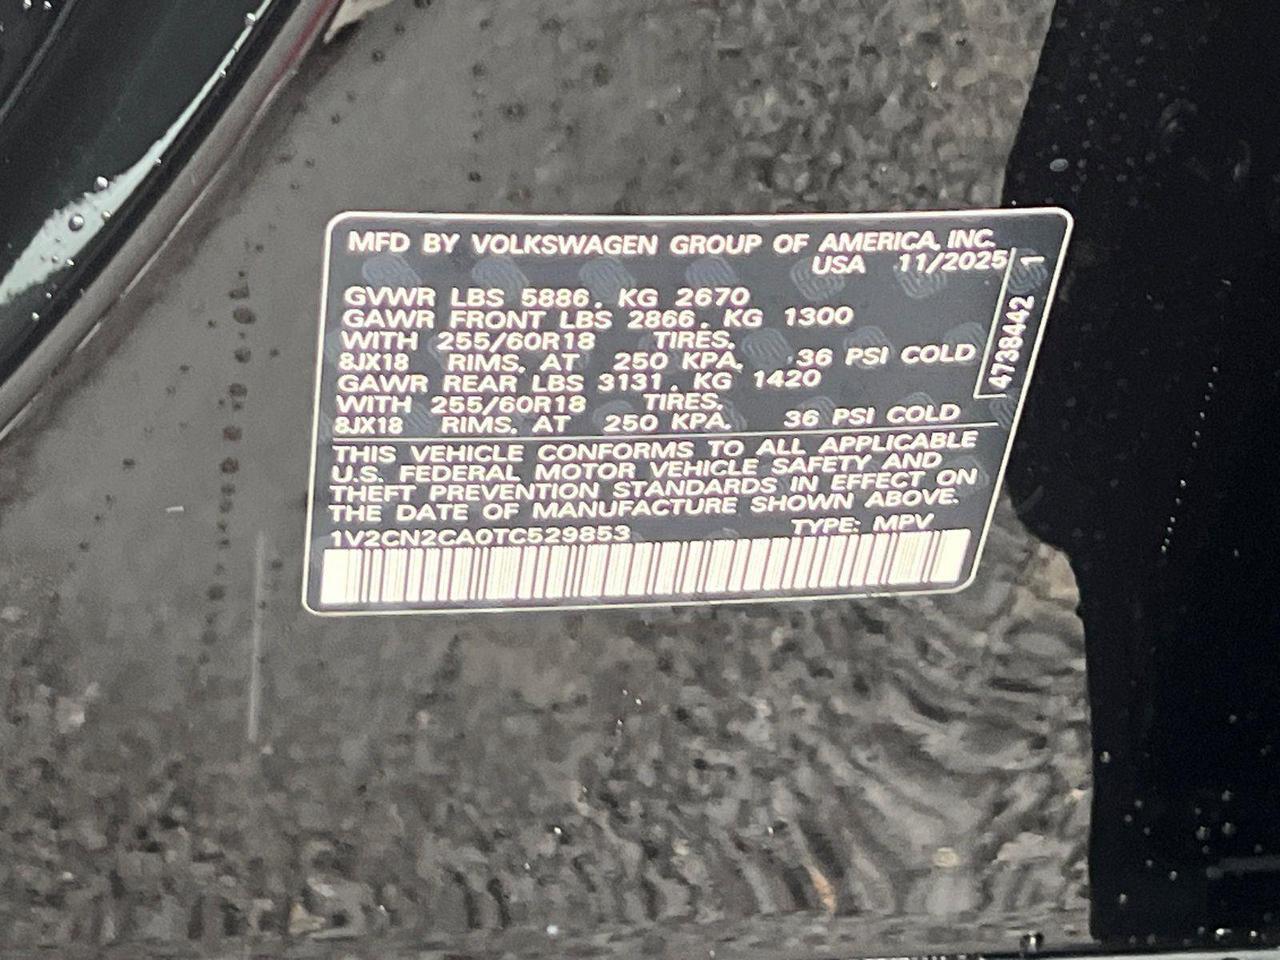 MFD BY VOLKSWAGEN GROUP OF AMERICA, INC.
USA 11/2025
1
4738442
GVWR LBS 5886. KG 2670
GAWR FRONT LBS 2866. KG 1300
WITH 255/60R18 TIRES.
8JX18 RIMS. AT 250 KPA. 36 PSI COLD
GAWR REAR LBS 3131. KG 1420
WITH 255/60R18 TIRES.
8JX18 RIMS. AT 250 KPA. 36 PSI COLD
THIS VEHICLE CONFORMS TO ALL APPLICABLE
U.S. FEDERAL MOTOR VEHICLE SAFETY AND
THEFT PREVENTION STANDARDS IN EFFECT ON
THE DATE OF MANUFACTURE SHOWN ABOVE.
1V2CN2CA0TC529853 TYPE: MPV